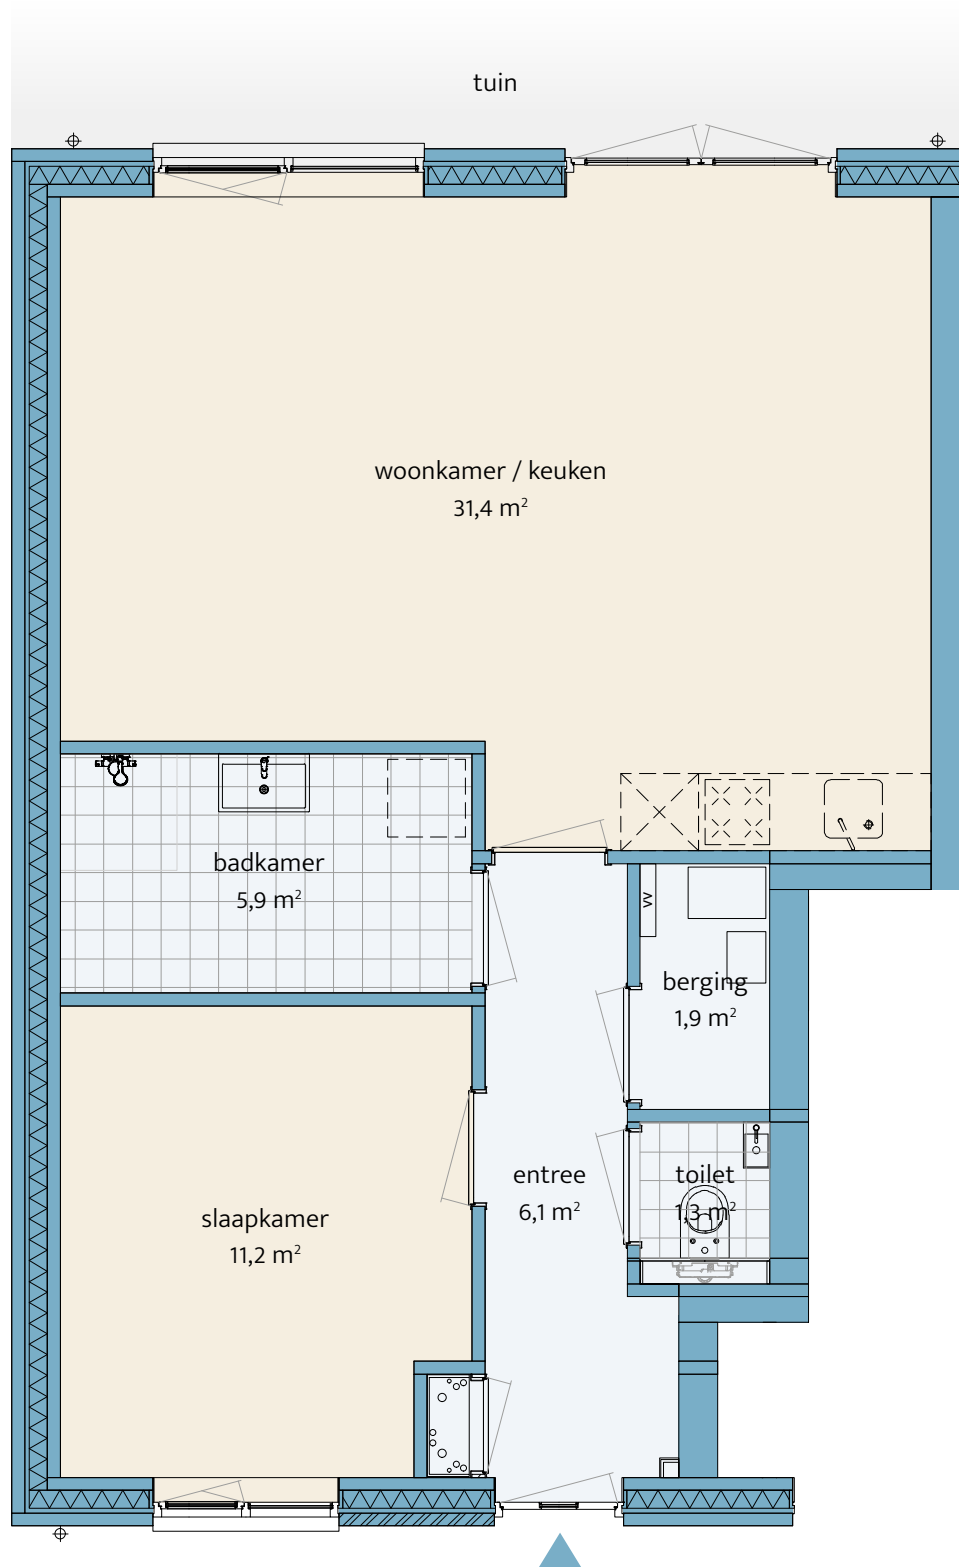 tuin
woonkamer / keuken
31,4 m²
badkamer
5,9 m²
VV
berging
1,9 m²
entree
6,1 m²
toilet
1,3 m²
slaapkamer
11,2 m²